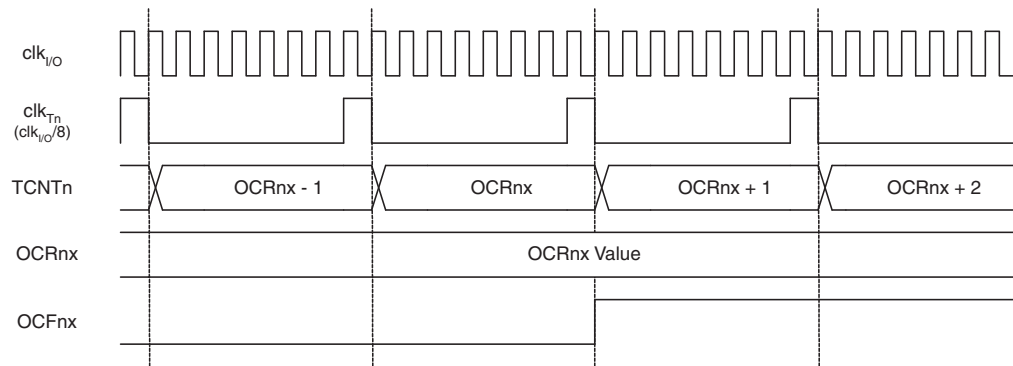 clkI/O
clkTn
(clkI/O/8)
TCNTn OCRnx - 1 OCRnx OCRnx + 1 OCRnx + 2
OCRnx OCRnx Value
OCFnx